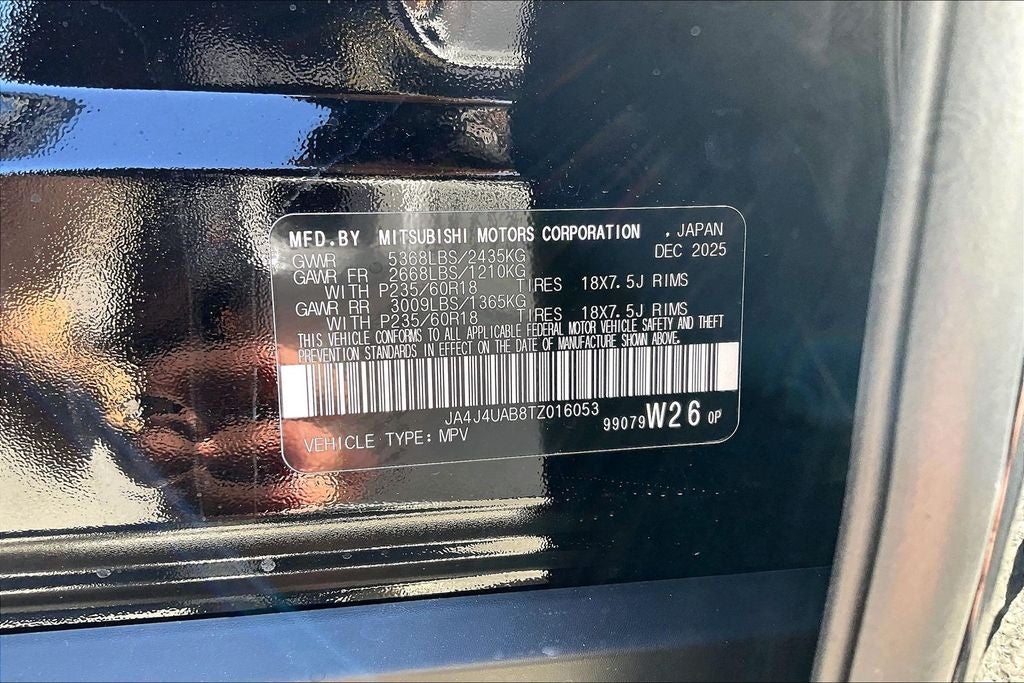 MFD.BY MITSUBISHI MOTORS CORPORATION , JAPAN
GVWR 5368LBS/2435KG DEC 2025
GAWR FR 2668LBS/1210KG
WITH P235/60R18 TIRES 18X7.5J RIMS
GAWR RR 3009LBS/1365KG
WITH P235/60R18 TIRES 18X7.5J RIMS
THIS VEHICLE CONFORMS TO ALL APPLICABLE FEDERAL MOTOR VEHICLE SAFETY AND THEFT
PREVENTION STANDARDS IN EFFECT ON THE DATE OF MANUFACTURE SHOWN ABOVE.
JA4J4UAB8TZ016053
99079W26 0P
VEHICLE TYPE: MPV